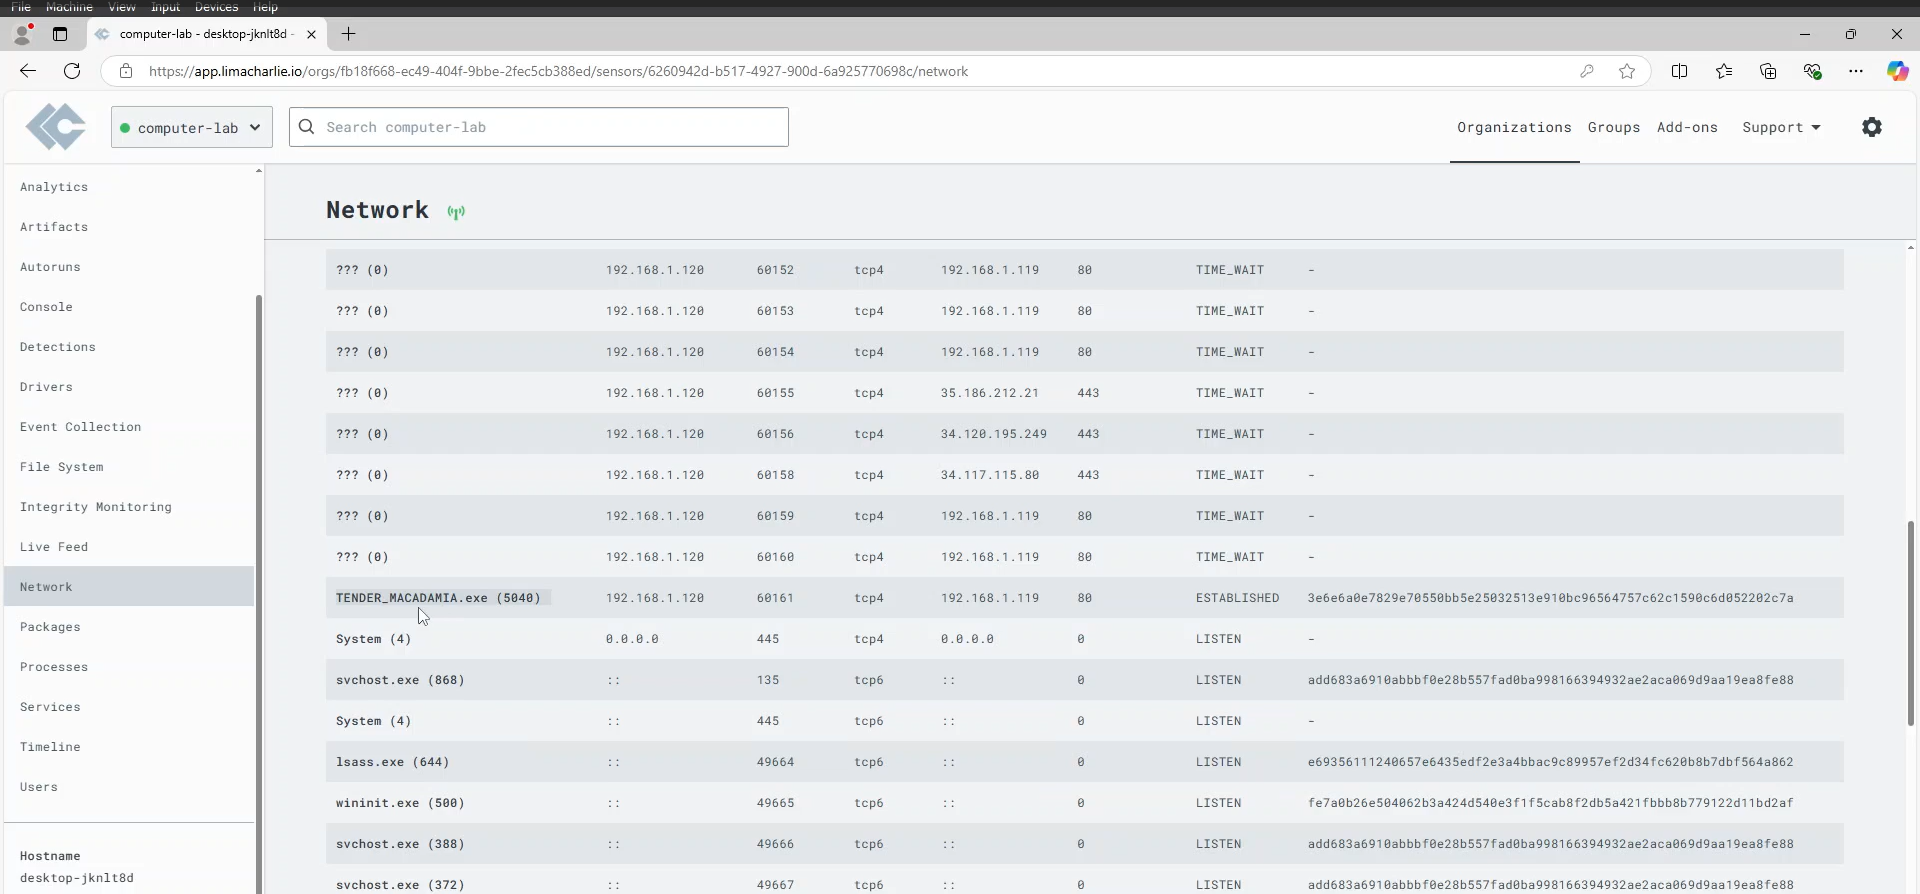 File Machine View Input Devices Help
computer-lab - desktop-jknlt8d -
https://app.limacharlie.io/orgs/fb18f668-ec49-404f-9bbe-2fec5cb388ed/sensors/6260942d-b517-4927-900d-6a925770698c/network
computer-lab Search computer-lab Organizations Groups Add-ons Support
Analytics
Artifacts
Autoruns
Console
Detections
Drivers
Event Collection
File System
Integrity Monitoring
Live Feed
Network
Packages
Processes
Services
Timeline
Users
Hostname
desktop-jknlt8d
Network
??? (0) 192.168.1.120 60152 tcp4 192.168.1.119 80 TIME_WAIT -
??? (0) 192.168.1.120 60153 tcp4 192.168.1.119 80 TIME_WAIT -
??? (0) 192.168.1.120 60154 tcp4 192.168.1.119 80 TIME_WAIT -
??? (0) 192.168.1.120 60155 tcp4 35.186.212.21 443 TIME_WAIT -
??? (0) 192.168.1.120 60156 tcp4 34.120.195.249 443 TIME_WAIT -
??? (0) 192.168.1.120 60158 tcp4 34.117.115.80 443 TIME_WAIT -
??? (0) 192.168.1.120 60159 tcp4 192.168.1.119 80 TIME_WAIT -
??? (0) 192.168.1.120 60160 tcp4 192.168.1.119 80 TIME_WAIT -
TENDER_MACADAMIA.exe (5040) 192.168.1.120 60161 tcp4 192.168.1.119 80 ESTABLISHED 3e6e6a0e7829e70550bb5e25032513e910bc96564757c62c1590c6d052202c7a
System (4) 0.0.0.0 445 tcp4 0.0.0.0 0 LISTEN -
svchost.exe (868) :: 135 tcp6 :: 0 LISTEN add683a6910abbbf0e28b557fad0ba998166394932ae2aca069d9aa19ea8fe88
System (4) :: 445 tcp6 :: 0 LISTEN -
lsass.exe (644) :: 49664 tcp6 :: 0 LISTEN e69356111240657e6435edf2e3a4bbac9c89957ef2d34fc620b8b7dbf564a862
wininit.exe (500) :: 49665 tcp6 :: 0 LISTEN fe7a0b26e504062b3a424d540e3f1f5cab8f2db5a421fbbb8b779122d11bd2af
svchost.exe (388) :: 49666 tcp6 :: 0 LISTEN add683a6910abbbf0e28b557fad0ba998166394932ae2aca069d9aa19ea8fe88
svchost.exe (372) :: 49667 tcp6 :: 0 LISTEN add683a6910abbbf0e28b557fad0ba998166394932ae2aca069d9aa19ea8fe88